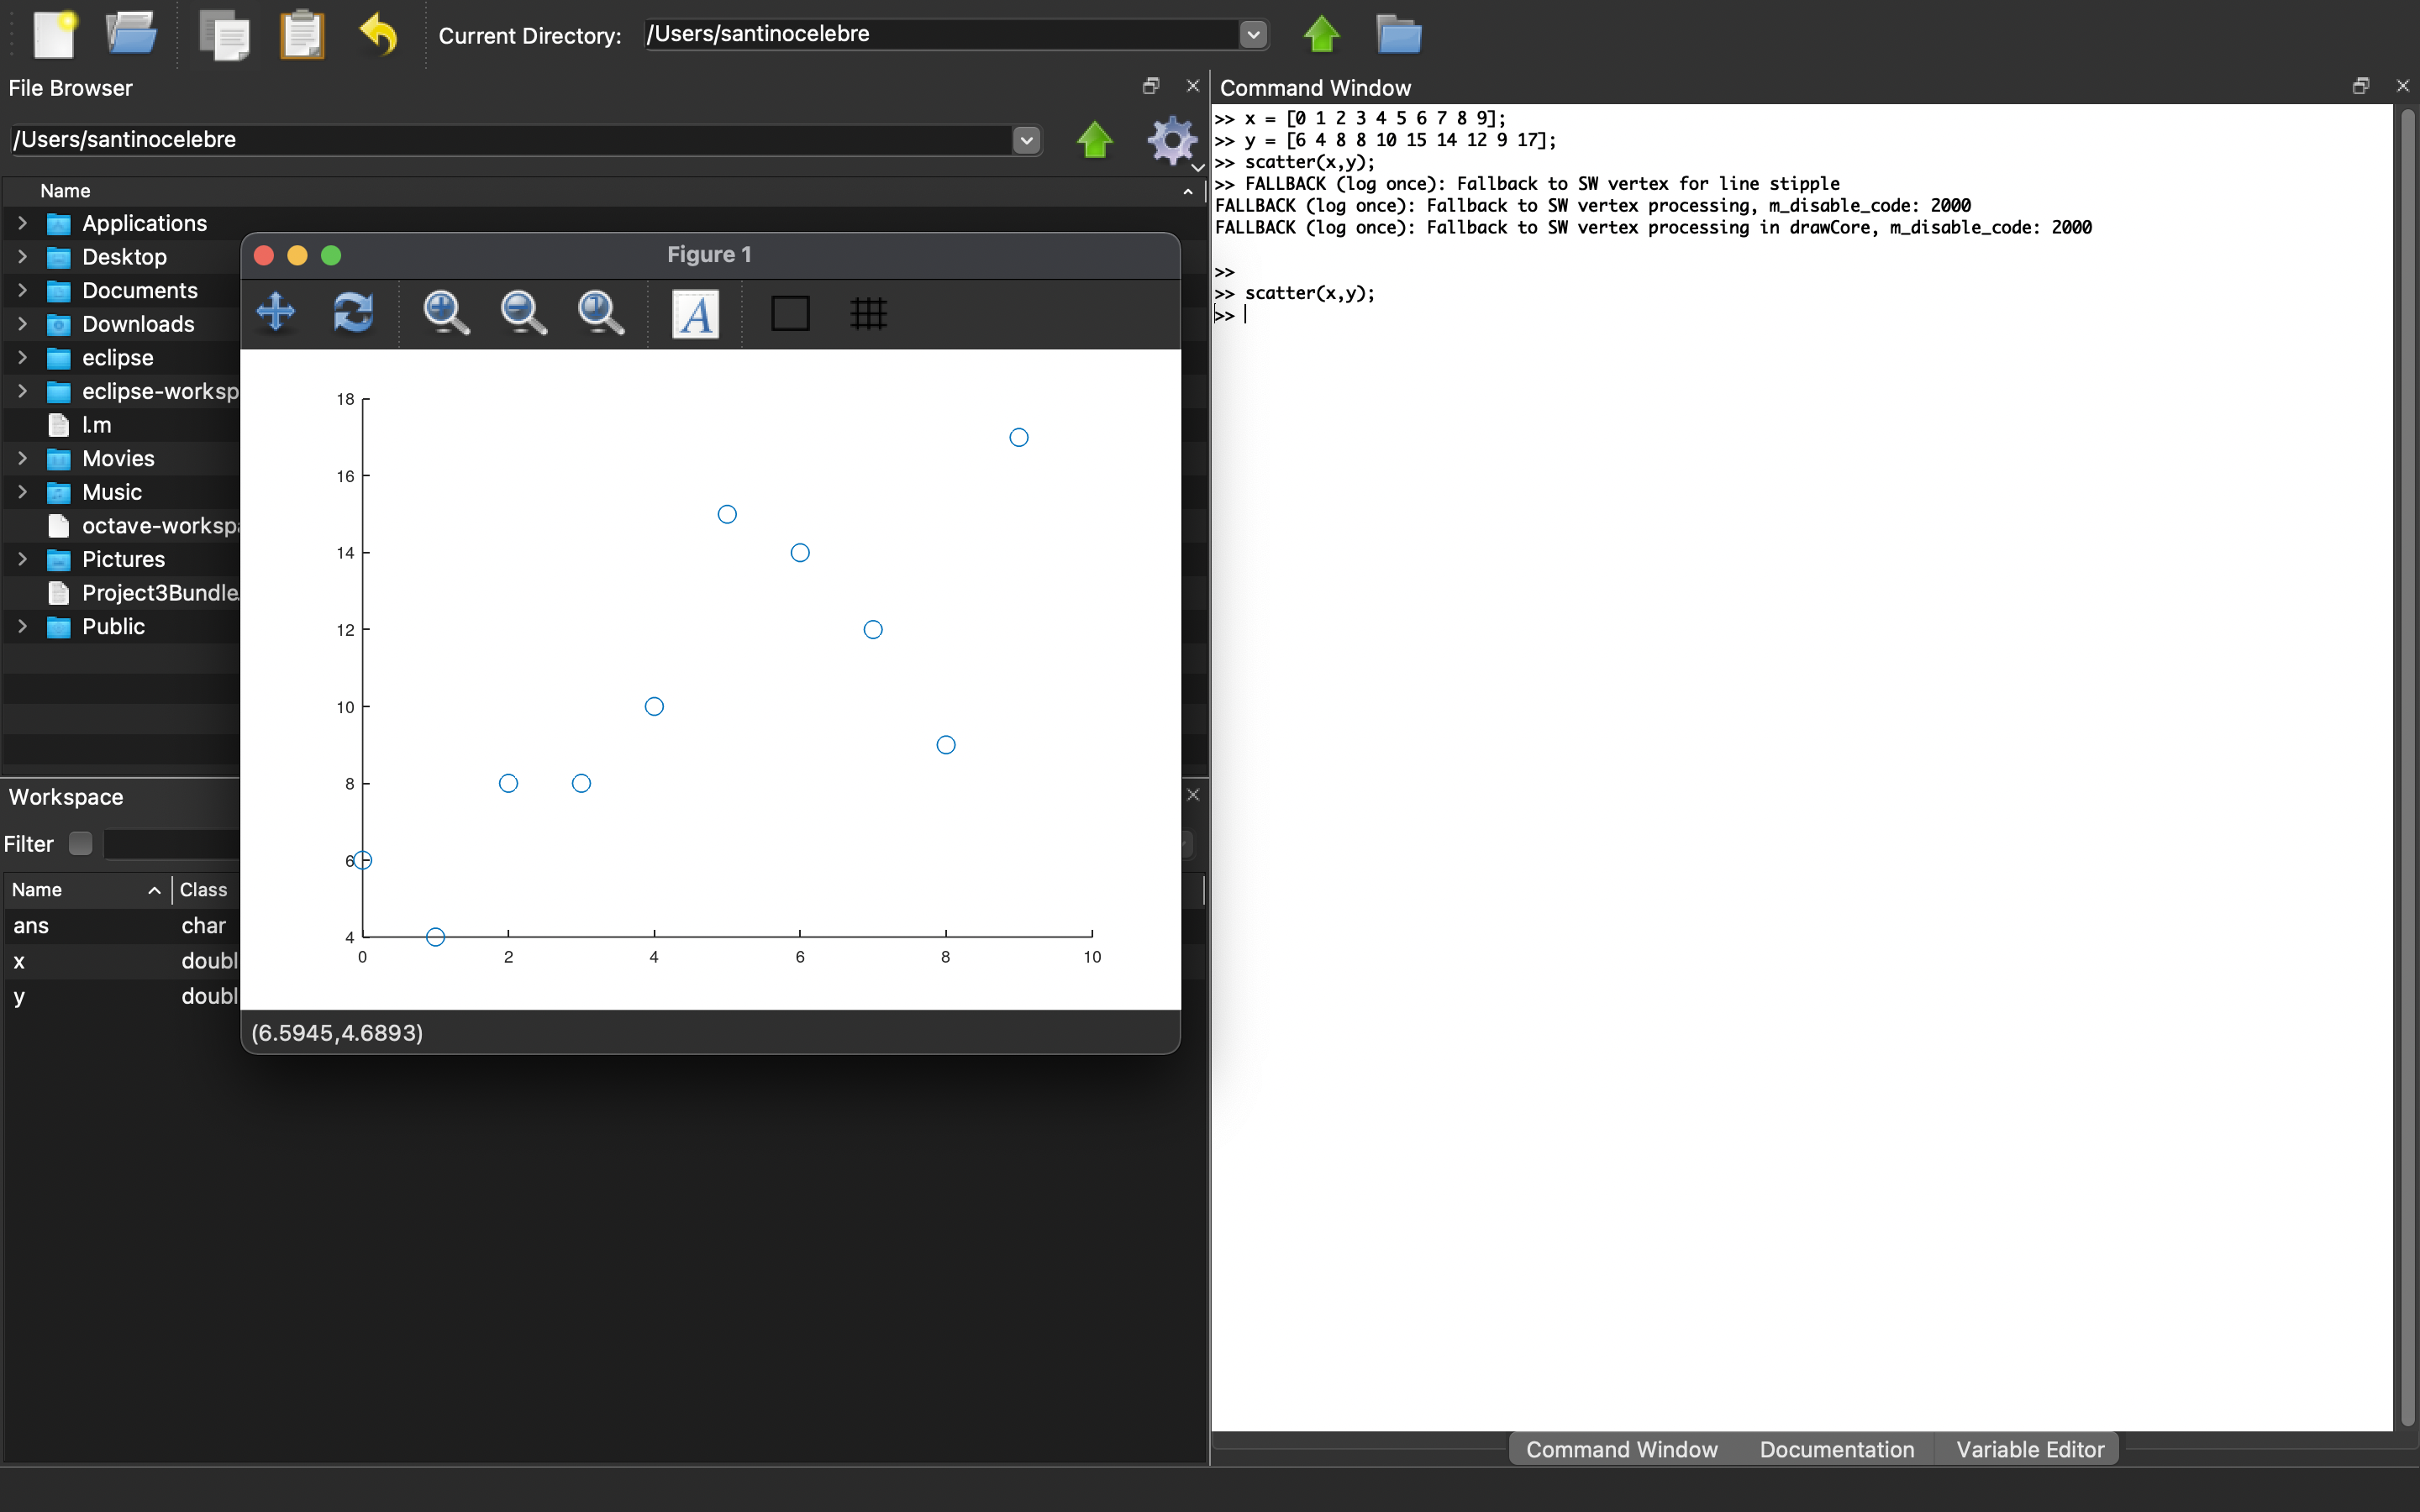 Current Directory: /Users/santinocelebre
File Browser
/Users/santinocelebre
Name
Applications
Desktop
Documents
Downloads
eclipse
eclipse-worksp
l.m
Movies
Music
octave-worksp
Pictures
Project3Bundle
Public
Workspace
Filter
Name Class
ans char
x doubl
y doubl
Figure 1
A
18
16
14
12
10
8
6
4
0 2 4 6 8 10
(6.5945,4.6893)
Command Window
>> x = [0 1 2 3 4 5 6 7 8 9];
>> y = [6 4 8 8 10 15 14 12 9 17];
>> scatter(x,y);
>> FALLBACK (log once): Fallback to SW vertex for line stipple
FALLBACK (log once): Fallback to SW vertex processing, m_disable_code: 2000
FALLBACK (log once): Fallback to SW vertex processing in drawCore, m_disable_code: 2000
>>
>> scatter(x,y);
>>
Command Window Documentation Variable Editor